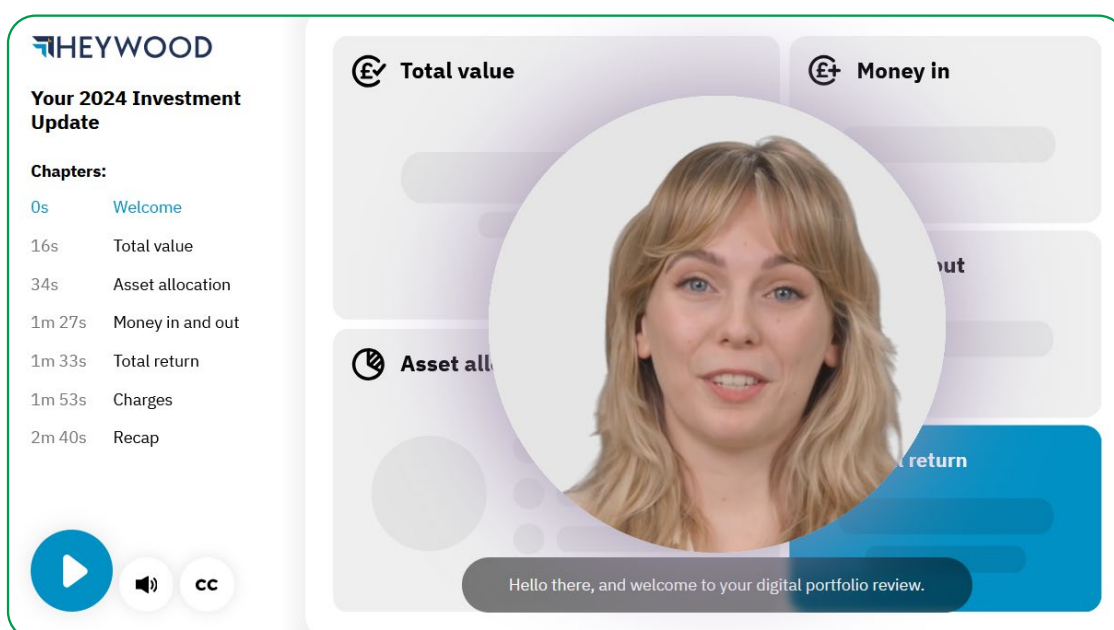 HEYWOOD
Your 2024 Investment
Update
Chapters:
0s Welcome
16s Total value
34s Asset allocation
1m 27s Money in and out
1m 33s Total return
1m 53s Charges
2m 40s Recap
CC
Total value
Money in
out
Asset
return
Hello there, and welcome to your digital portfolio review.